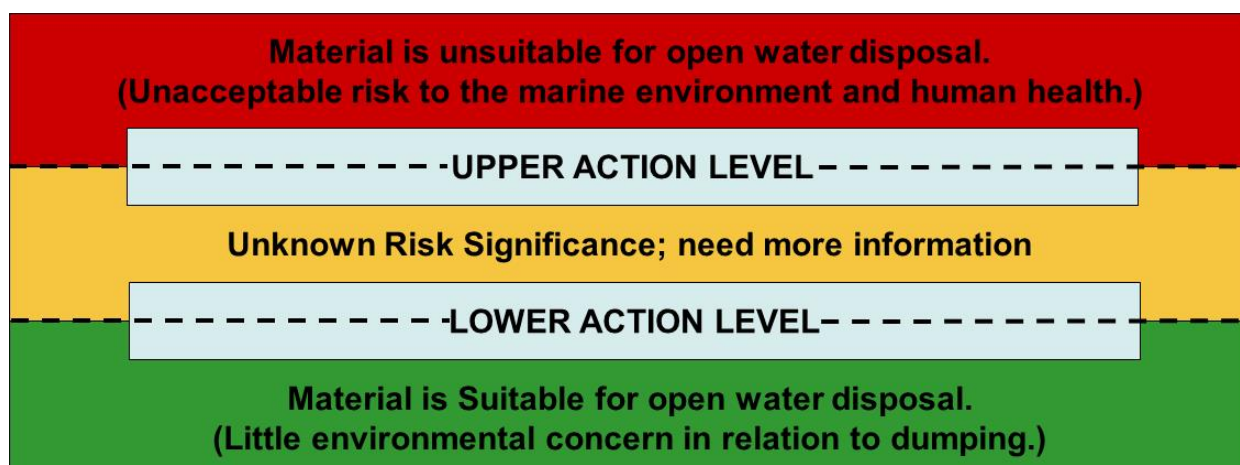 Material is unsuitable for open water disposal.
(Unacceptable risk to the marine environment and human health.)
UPPER ACTION LEVEL
Unknown Risk Significance; need more information
LOWER ACTION LEVEL
Material is Suitable for open water disposal.
(Little environmental concern in relation to dumping.)